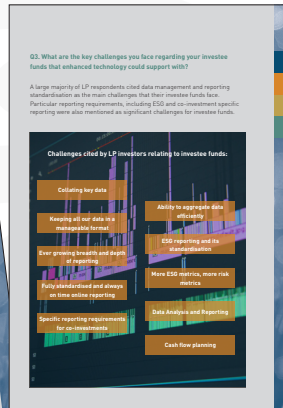 Q3. What are the key challenges you face regarding your investee
funds that enhanced technology could support with?
A large majority of LP respondents cited data management and reporting
standardisation as the main challenges that their investee funds face.
Particular reporting requirements, including ESG and co-investment specific
reporting were also mentioned as significant challenges for investee funds.
Challenges cited by LP investors relating to investee funds:
Collating key data
Keeping all our data in a
manageable format
Ever growing breadth and depth
of reporting
Fully standardised and always
on time online reporting
Specific reporting requirements
for co-investments
Ability to aggregate data
efficiently
ESG reporting and its
standardisation
More ESG metrics, more risk
metrics
Data Analysis and Reporting
Cash flow planning